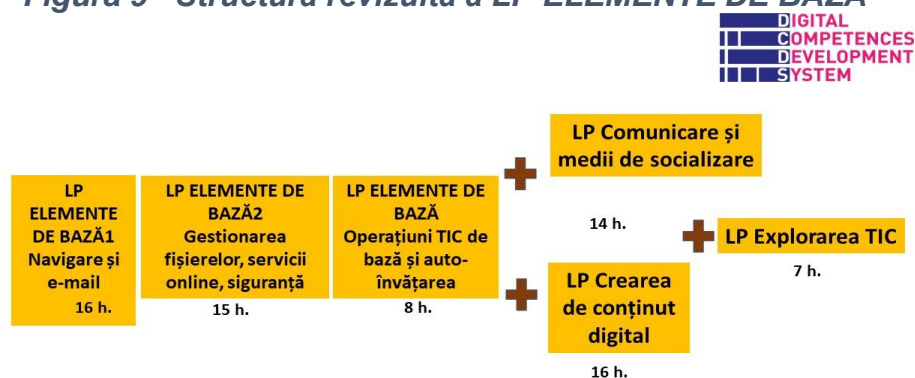 Figura 9 - Structura revizuită a LP ELEMENTE DE BAZĂ
DIGITAL
COMPETENCES
DEVELOPMENT
SYSTEM
LP
ELEMENTE
DE BAZĂ1
Navigare și
e-mail
16 h.
LP ELEMENTE DE
BAZĂ2
Gestionarea
fișierelor, servicii
online, siguranță
15 h.
LP ELEMENTE DE
BAZĂ
Operațiuni TIC de
bază și auto-
învățarea
8 h.
LP Comunicare și
medii de socializare
14 h.
LP Crearea
de conținut
digital
16 h.
LP Explorarea TIC
7 h.